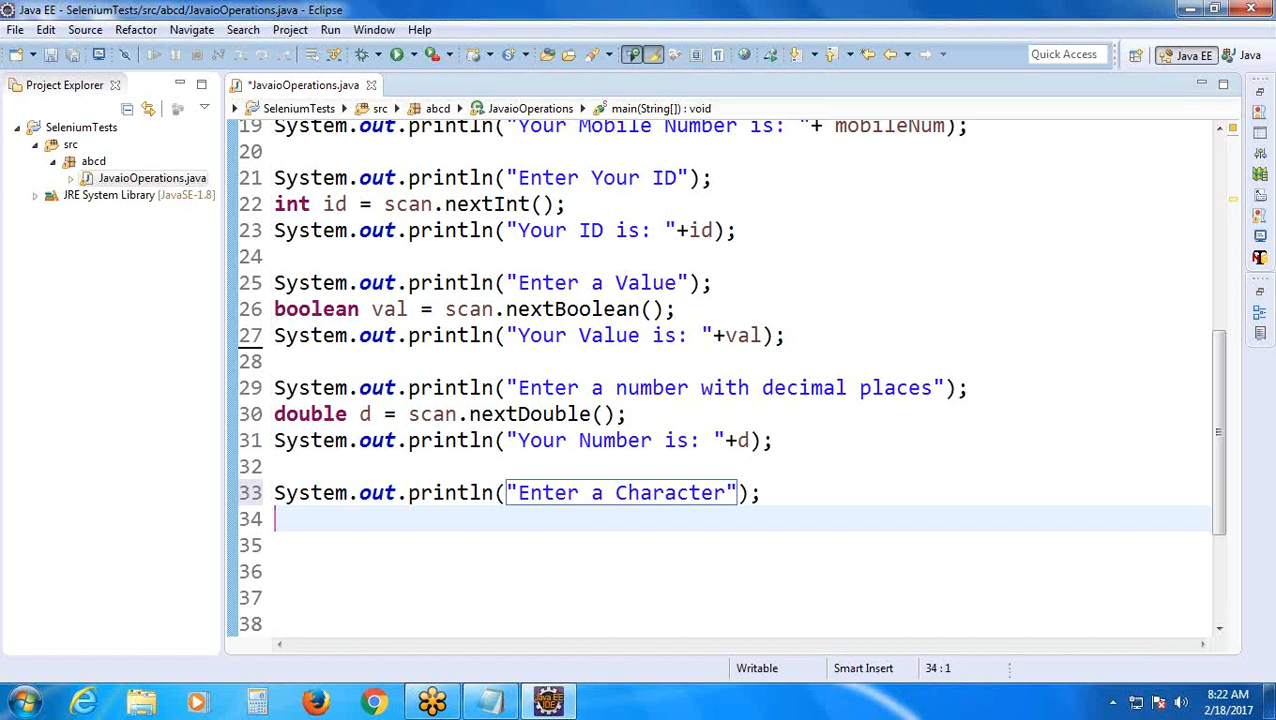 Java EE - SeleniumTests/src/abcd/JavaioOperations.java - Eclipse
File Edit Source Refactor Navigate Search Project Run Window Help
Quick Access Java EE Java
Project Explorer
*JavaioOperations.java
SeleniumTests src abcd JavaioOperations main(String[]) : void
SeleniumTests
src
abcd
JavaioOperations.java
JRE System Library [JavaSE-1.8]
19 System.out.println("Your Mobile Number is: "+ mobileNum);
20
21 System.out.println("Enter Your ID");
22 int id = scan.nextInt();
23 System.out.println("Your ID is: "+id);
24
25 System.out.println("Enter a Value");
26 boolean val = scan.nextBoolean();
27 System.out.println("Your Value is: "+val);
28
29 System.out.println("Enter a number with decimal places");
30 double d = scan.nextDouble();
31 System.out.println("Your Number is: "+d);
32
33 System.out.println("Enter a Character");
34
35
36
37
38
Writable Smart Insert 34 : 1
Java EE
IDE
8:22 AM
2/18/2017